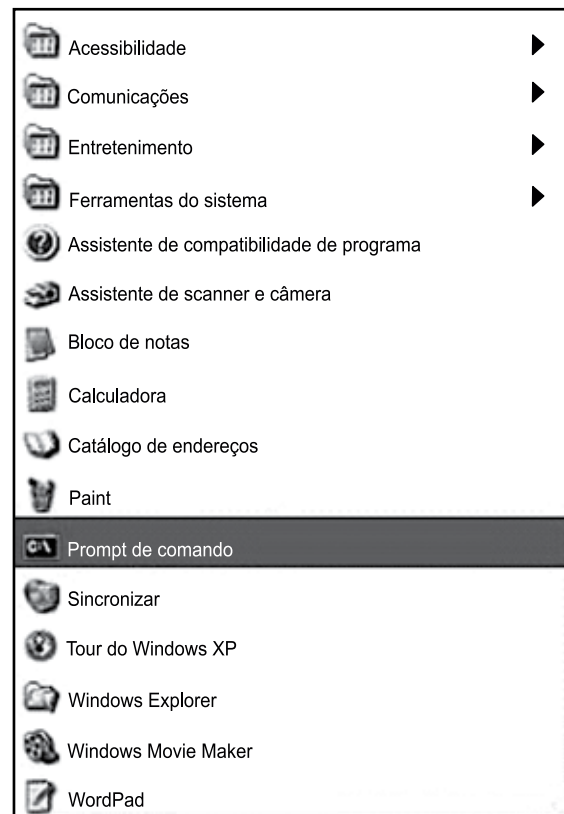 Acessibilidade
Comunicações
Entretenimento
Ferramentas do sistema
Assistente de compatibilidade de programa
Assistente de scanner e câmera
Bloco de notas
Calculadora
Catálogo de endereços
Paint
C:\ Prompt de comando
Sincronizar
Tour do Windows XP
Windows Explorer
Windows Movie Maker
WordPad